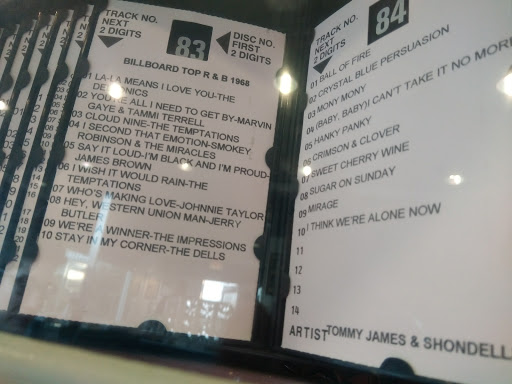 TRACK NO.
NEXT
2 DIGITS
83
DISC NO.
FIRST
2 DIGITS
BILLBOARD TOP R & B 1968
01 LA-LA MEANS I LOVE YOU-THE
DELFONICS
02 YOU'RE ALL I NEED TO GET BY-MARVIN
GAYE & TAMMI TERRELL
03 CLOUD NINE-THE TEMPTATIONS
04 I SECOND THAT EMOTION-SMOKEY
ROBINSON & THE MIRACLES
05 SAY IT LOUD-I'M BLACK AND I'M PROUD-
JAMES BROWN
06 I WISH IT WOULD RAIN-THE
TEMPTATIONS
07 WHO'S MAKING LOVE-JOHNNIE TAYLOR
08 HEY, WESTERN UNION MAN-JERRY
BUTLER
09 WE'RE A WINNER-THE IMPRESSIONS
10 STAY IN MY CORNER-THE DELLS
TRACK NO.
NEXT
2 DIGITS
84
01 BALL OF FIRE
02 CRYSTAL BLUE PERSUASION
03 MONY MONY
04 (BABY, BABY)I CAN'T TAKE IT NO MOR
05 HANKY PANKY
06 CRIMSON & CLOVER
07 SWEET CHERRY WINE
08 SUGAR ON SUNDAY
09 MIRAGE
10 I THINK WE'RE ALONE NOW
11
12
13
14
ARTIST TOMMY JAMES & SHONDELL